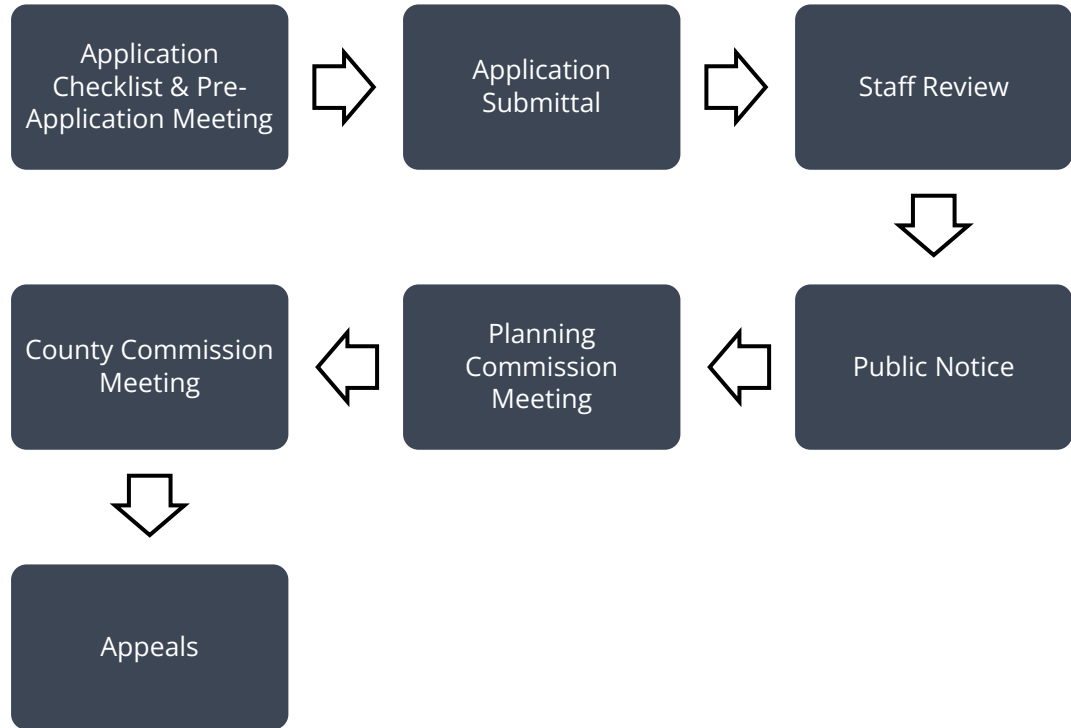 Application
Checklist & Pre-
Application Meeting
Application
Submittal
Staff Review
Public Notice
Planning
Commission
Meeting
County Commission
Meeting
Appeals